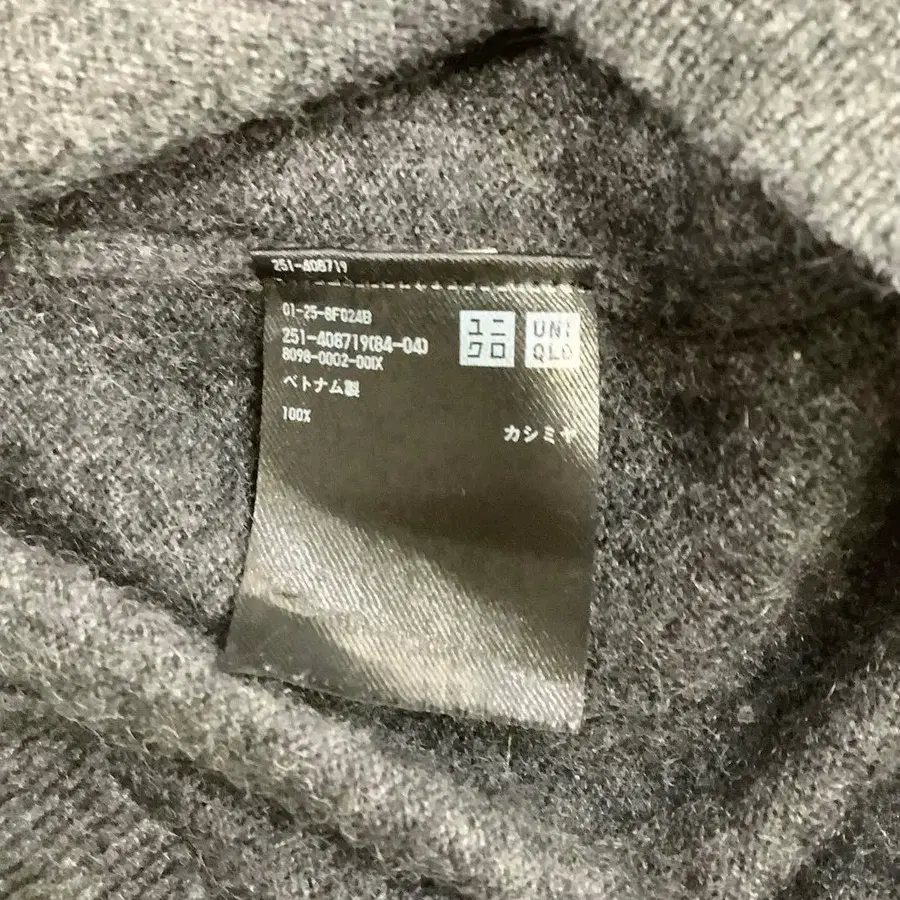 251-408719
01-25-8F024B
251-408719(84-04)
8098-0002-00IX
ベトナム製
100% カシミヤ
ユニ
クロ
UNI
QLO